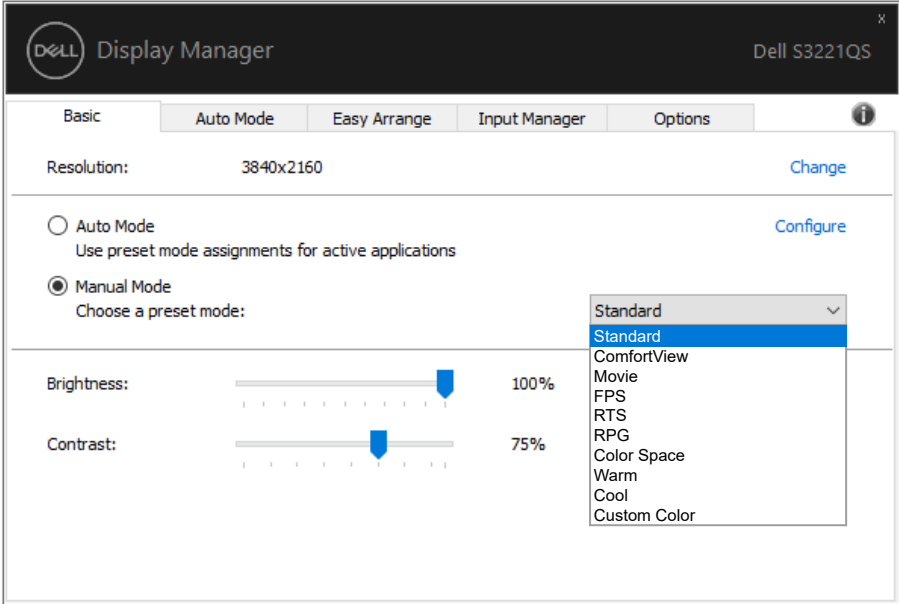 DELL Display Manager
x
Dell S3221QS
Basic Auto Mode Easy Arrange Input Manager Options i
Resolution: 3840x2160 Change
Auto Mode Configure
Use preset mode assignments for active applications
Manual Mode
Choose a preset mode: Standard
Standard
ComfortView
Movie
FPS
RTS
RPG
Color Space
Warm
Cool
Custom Color
Brightness: 100%
Contrast: 75%